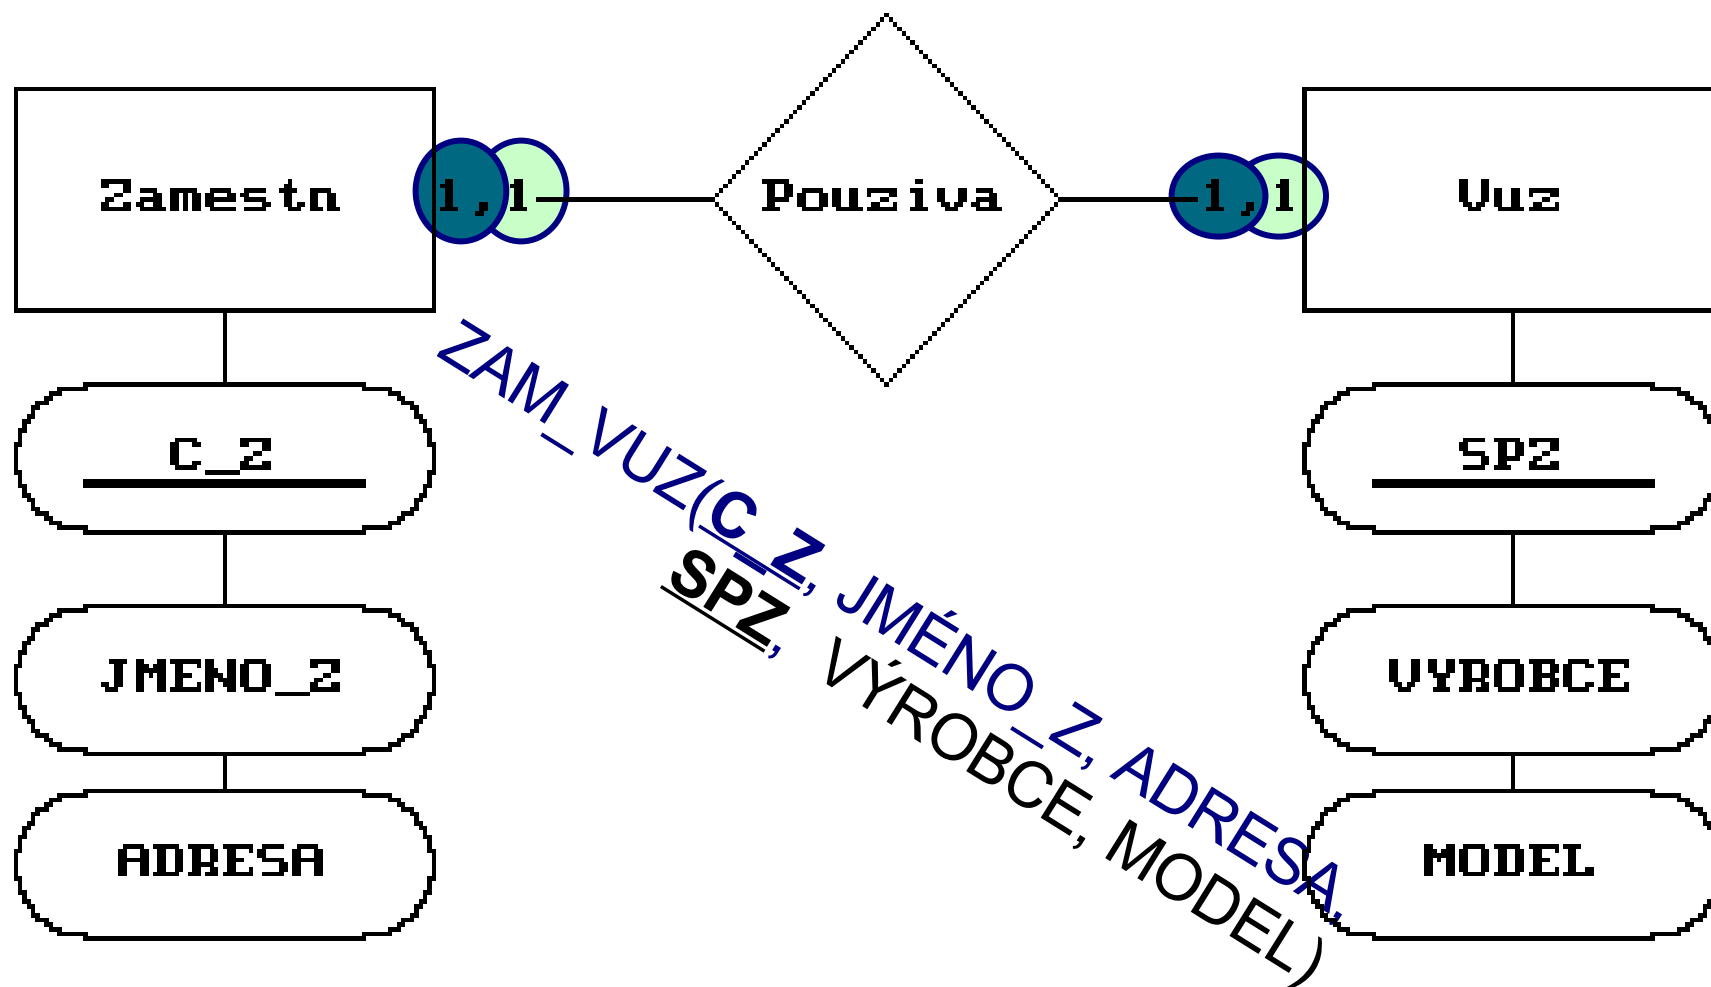 Zamestn
1,1
Pouziva
1,1
Vuz
C_Z
JMENO_Z
ADRESA
ZAM_VUZ(C_Z, JMÉNO_Z, ADRESA,
SPZ, VÝROBCE, MODEL)
SPZ
VYROBCE
MODEL